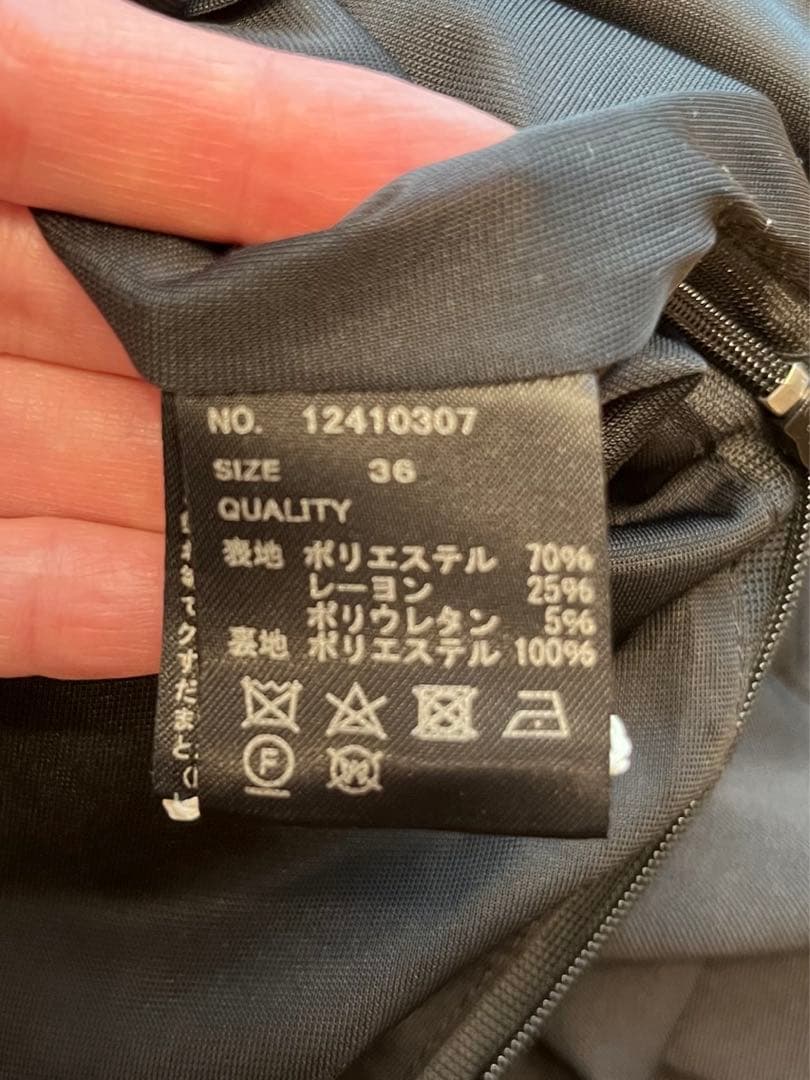 NO. 12410307
SIZE 36
QUALITY
表地 ポリエステル 70%
レーヨン 25%
ポリウレタン 5%
裏地 ポリエステル 100%
F
W